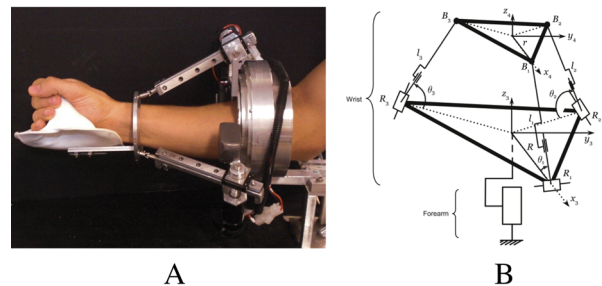 z₄
B₃
B₂
r
y₄
B₁
x₄
l₃
l₂
Wrist
R₃
θ₃
z₃
θ₂
R₂
l₁
R
y₃
θ₁
R₁
x₃
Forearm
A
B